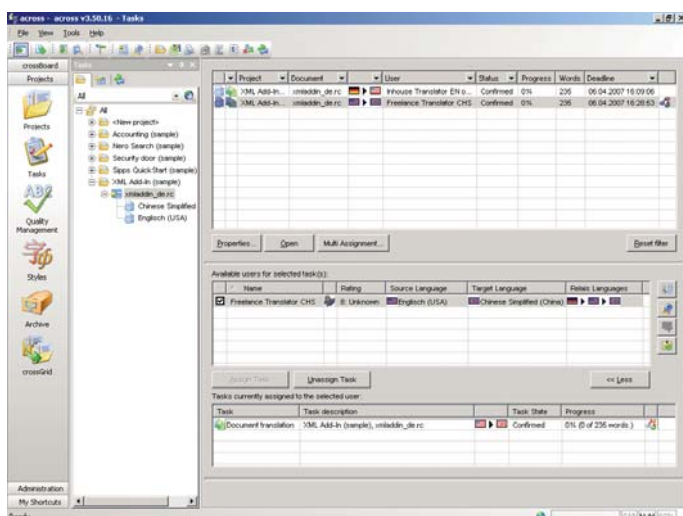 across - across v3.50.16 - Tasks
File View Tools Help
crossBoard
Projects
Projects
Tasks
Quality
Management
Styles
Archive
crossGrid
Administration
My Shortcuts
Tasks
All
All
<New project>
Accounting (sample)
Nero Search (sample)
Security door (sample)
Sipps QuickStart (sample)
XML Add-In (sample)
xmladdin_de.rc
Chinese Simplified
Englisch (USA)
Project Document User Status Progress Words Deadline
XML Add-In... xmladdin_de.rc Inhouse Translator EN o... Confirmed 0% 235 06.04.2007 16:09:06
XML Add-In... xmladdin_de.rc Freelance Translator CHS Confirmed 0% 235 06.04.2007 16:28:53
Properties... Open Multi Assignment... Reset filter
Available users for selected task(s):
Name Rating Source Language Target Language Relais Languages
Freelance Translator CHS 8: Unknown Englisch (USA) Chinese Simplified (China)
Assign Task Unassign Task << Less
Tasks currently assigned to the selected user:
Task Task description Task State Progress
Document translation XML Add-In (sample), xmladdin_de.rc Confirmed 0% (0 of 235 words )